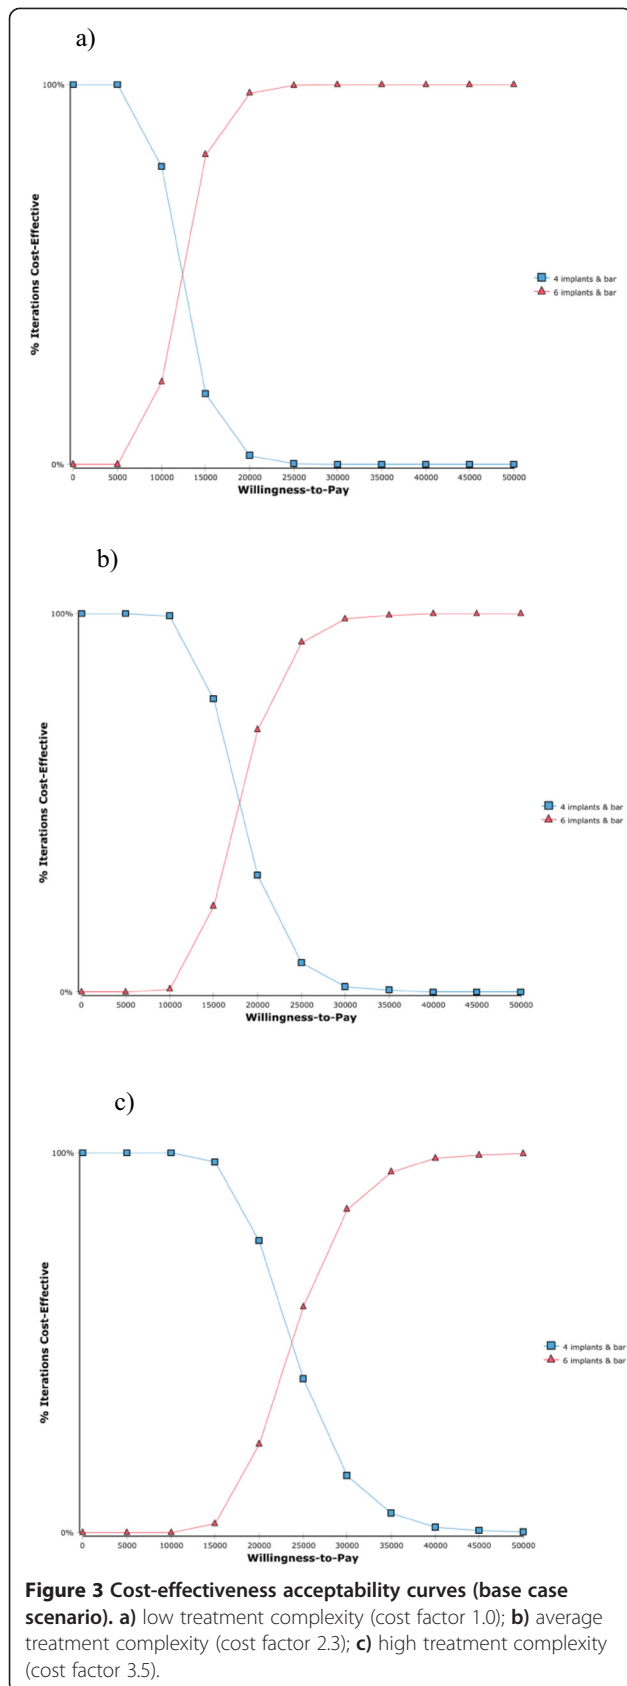 a)
100%
% Iterations Cost-Effective
4 implants & bar
6 implants & bar
0%
0 5000 10000 15000 20000 25000 30000 35000 40000 45000 50000
Willingness-to-Pay
b)
100%
% Iterations Cost-Effective
4 implants & bar
6 implants & bar
0%
0 5000 10000 15000 20000 25000 30000 35000 40000 45000 50000
Willingness-to-Pay
c)
100%
% Iterations Cost-Effective
4 implants & bar
6 implants & bar
0%
0 5000 10000 15000 20000 25000 30000 35000 40000 45000 50000
Willingness-to-Pay
Figure 3 Cost-effectiveness acceptability curves (base case
scenario). a) low treatment complexity (cost factor 1.0); b) average
treatment complexity (cost factor 2.3); c) high treatment complexity
(cost factor 3.5).